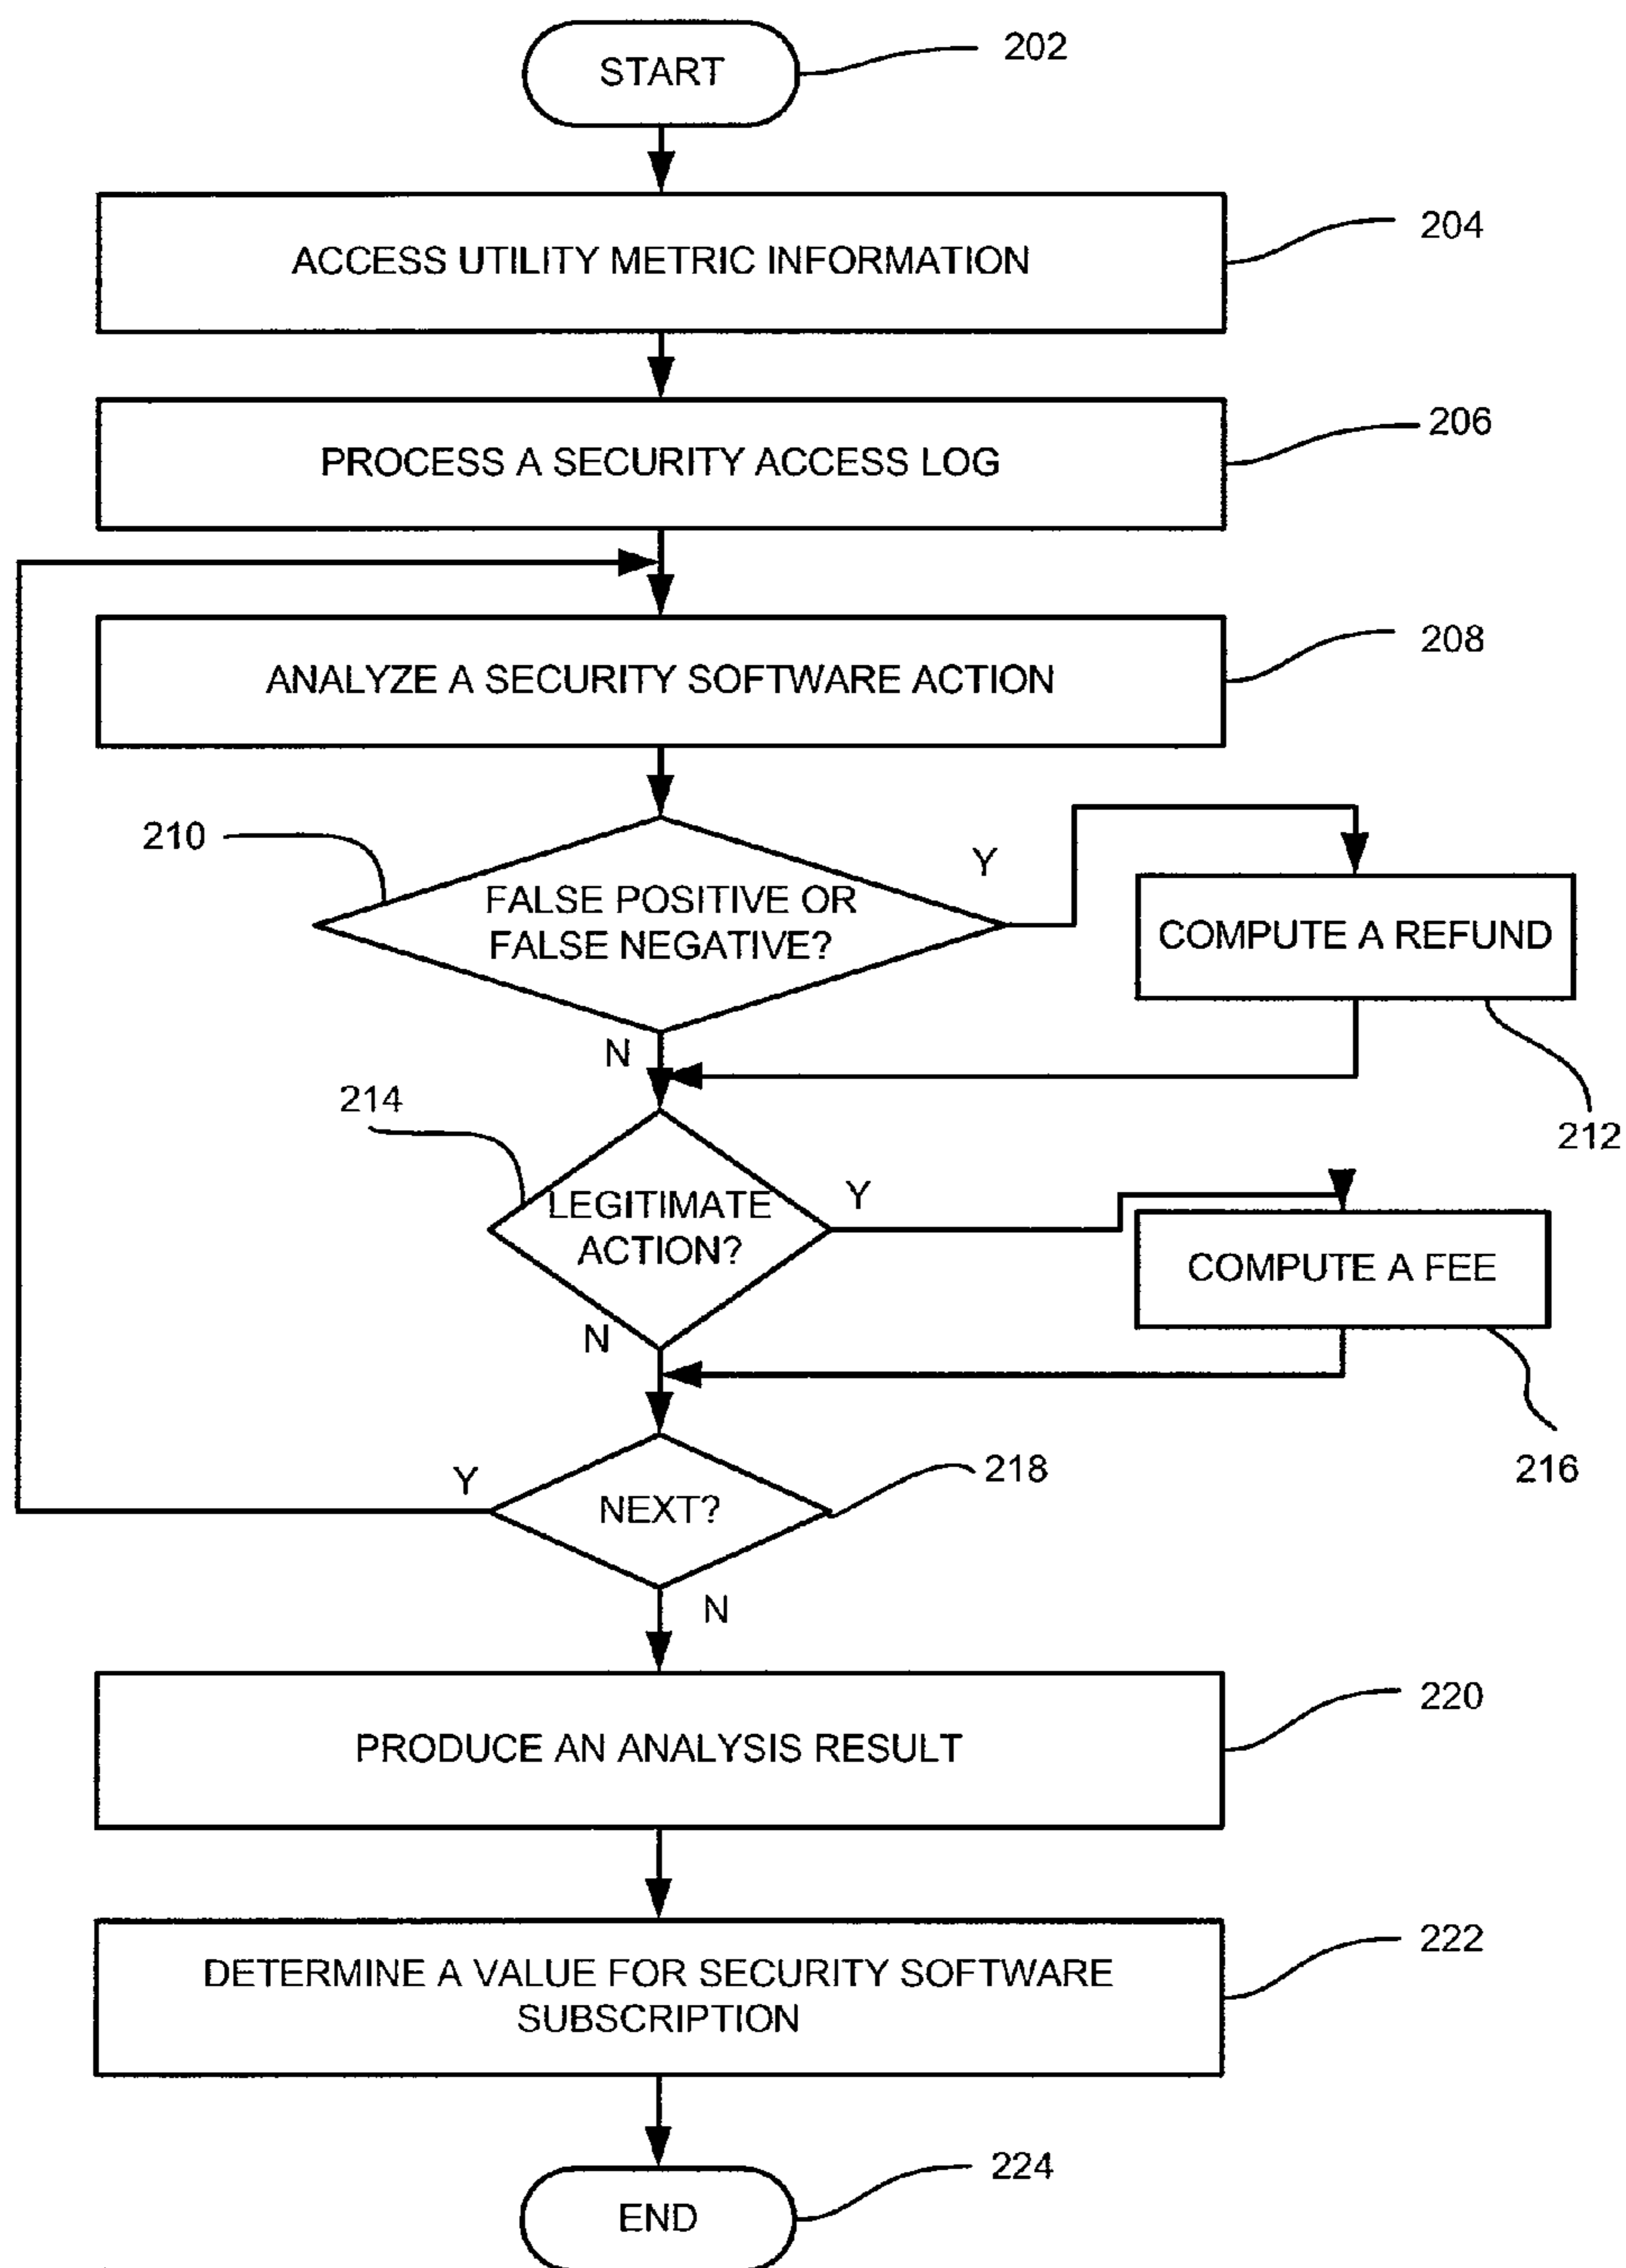 START
202
ACCESS UTILITY METRIC INFORMATION
204
PROCESS A SECURITY ACCESS LOG
206
ANALYZE A SECURITY SOFTWARE ACTION
208
210
FALSE POSITIVE OR
FALSE NEGATIVE?
Y
COMPUTE A REFUND
212
N
214
LEGITIMATE
ACTION?
Y
COMPUTE A FEE
216
N
NEXT?
218
Y
N
PRODUCE AN ANALYSIS RESULT
220
DETERMINE A VALUE FOR SECURITY SOFTWARE
SUBSCRIPTION
222
END
224